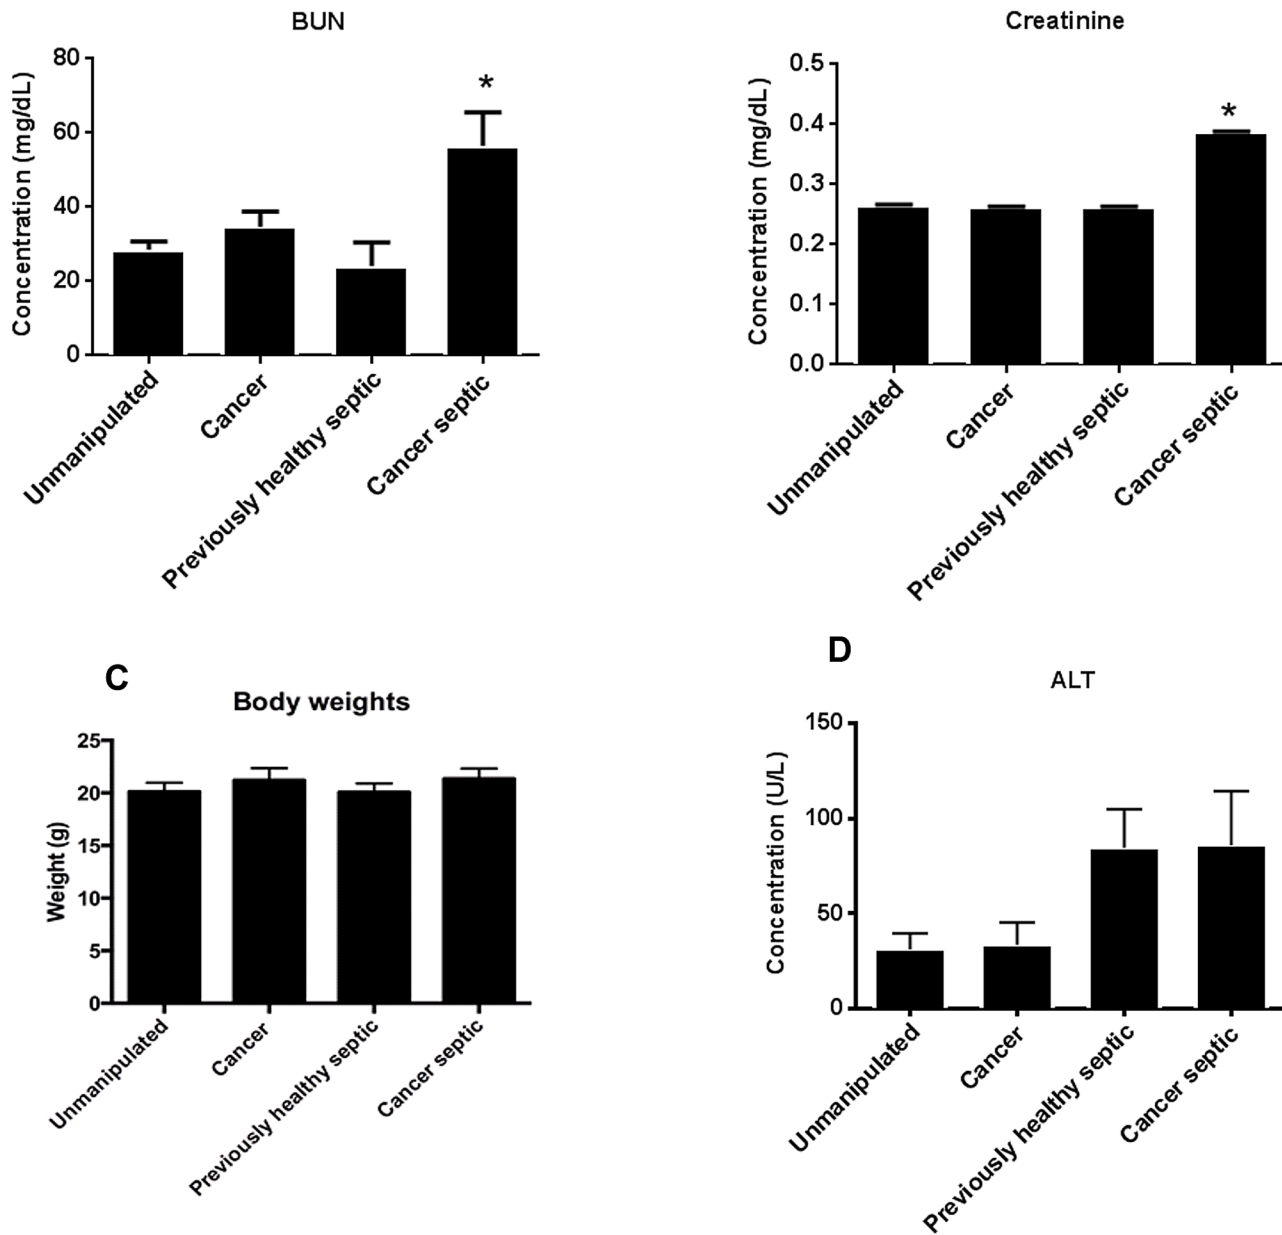 BUN
Concentration (mg/dL)
80
60
40
20
0
*
Unmanipulated
Cancer
Previously healthy septic
Cancer septic
Creatinine
Concentration (mg/dL)
0.5
0.4
0.3
0.2
0.1
0.0
*
Unmanipulated
Cancer
Previously healthy septic
Cancer septic
C
Body weights
Weight (g)
25
20
15
10
5
0
Unmanipulated
Cancer
Previously healthy septic
Cancer septic
D
ALT
Concentration (U/L)
150
100
50
0
Unmanipulated
Cancer
Previously healthy septic
Cancer septic